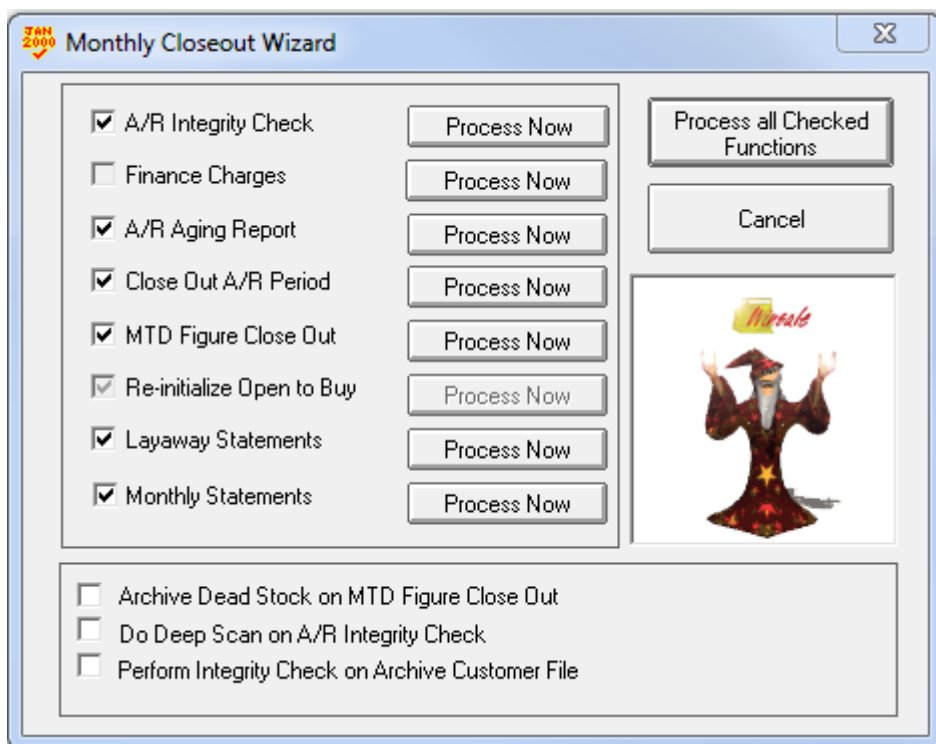 JAN
2000
Monthly Closeout Wizard
A/R Integrity Check
Process Now
Finance Charges
Process Now
A/R Aging Report
Process Now
Close Out A/R Period
Process Now
MTD Figure Close Out
Process Now
Re-initialize Open to Buy
Process Now
Layaway Statements
Process Now
Monthly Statements
Process Now
Process all Checked
Functions
Cancel
Winsale
Archive Dead Stock on MTD Figure Close Out
Do Deep Scan on A/R Integrity Check
Perform Integrity Check on Archive Customer File